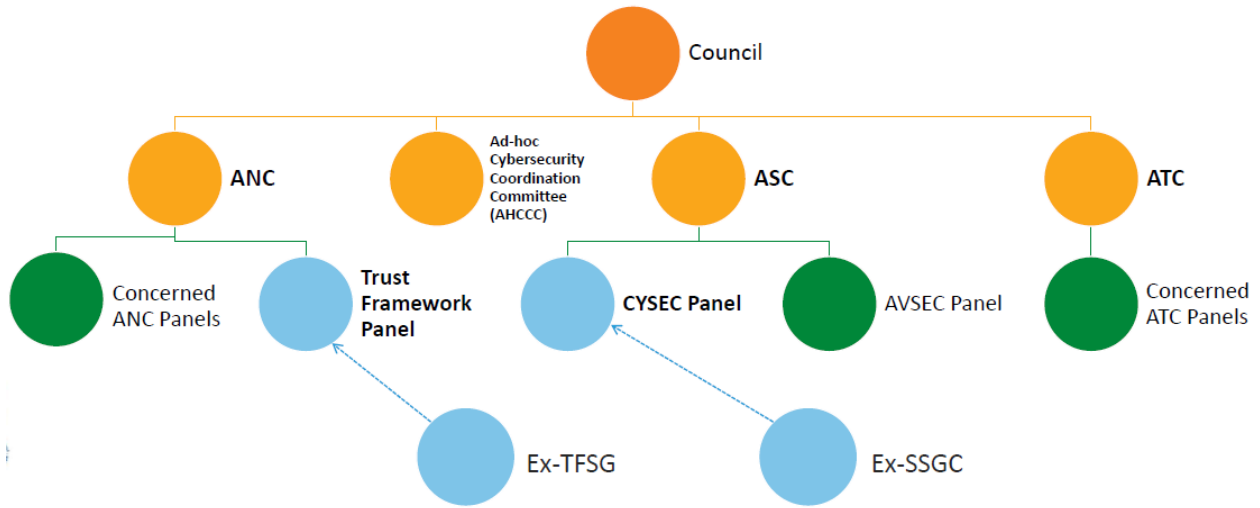 Council
ANC
Ad-hoc
Cybersecurity
Coordination
Committee
(AHCCC)
ASC
ATC
Concerned
ANC Panels
Trust
Framework
Panel
CYSEC Panel
AVSEC Panel
Concerned
ATC Panels
Ex-TFSG
Ex-SSGC